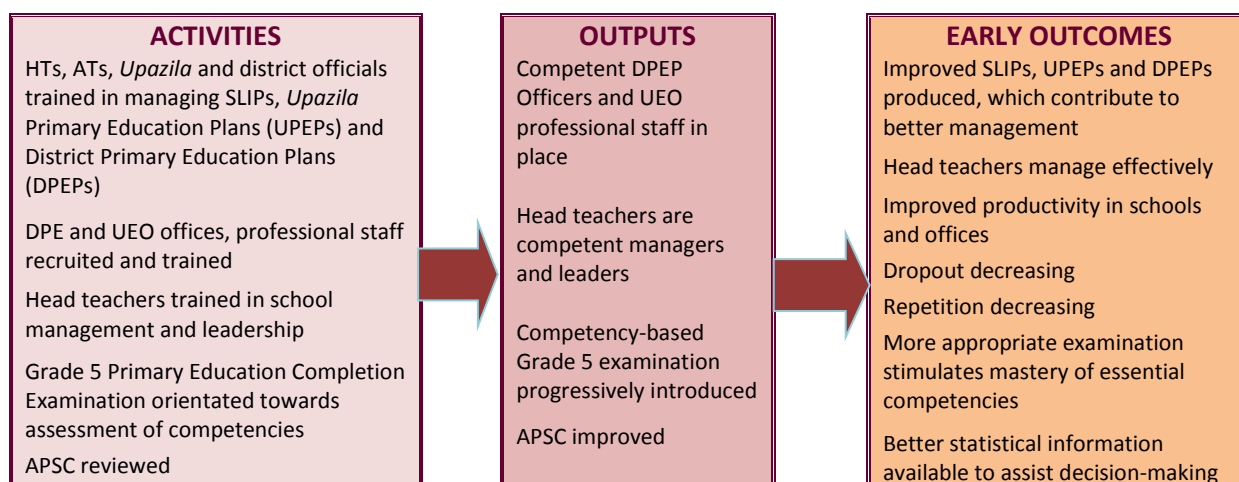 ACTIVITIES
HTs, ATs, Upazila and district officials
trained in managing SLIPs, Upazila
Primary Education Plans (UPEPs) and
District Primary Education Plans
(DPEPs)
DPE and UEO offices, professional staff
recruited and trained
Head teachers trained in school
management and leadership
Grade 5 Primary Education Completion
Examination orientated towards
assessment of competencies
APSC reviewed
OUTPUTS
Competent DPEP
Officers and UEO
professional staff in
place
Head teachers are
competent managers
and leaders
Competency-based
Grade 5 examination
progressively introduced
APSC improved
EARLY OUTCOMES
Improved SLIPs, UPEPs and DPEPs
produced, which contribute to
better management
Head teachers manage effectively
Improved productivity in schools
and offices
Dropout decreasing
Repetition decreasing
More appropriate examination
stimulates mastery of essential
competencies
Better statistical information
available to assist decision-making